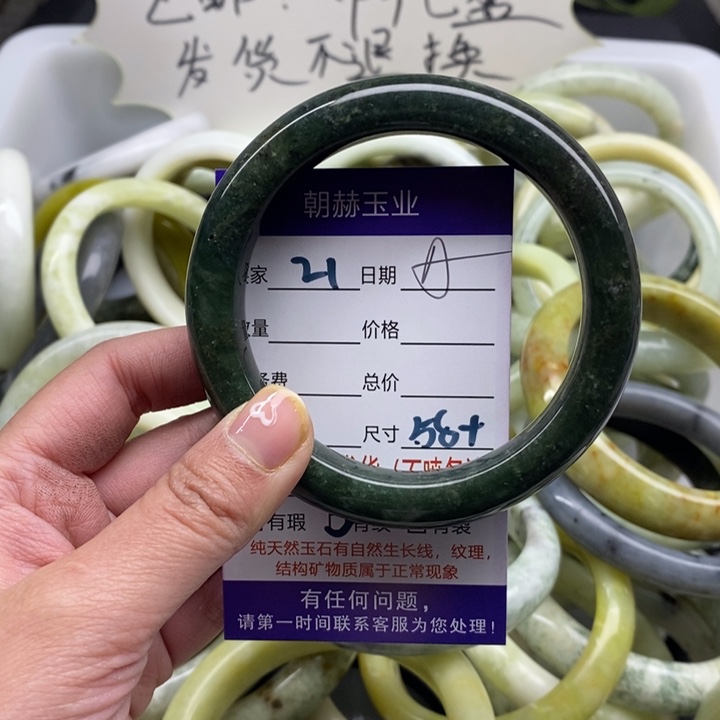 发货不退换
朝赫玉业
家 21 日期 A
数量 价格
费 总价
尺寸 58+
有瑕 有纹 有裂
纯天然玉石有自然生长线，纹理，
结构矿物质属于正常现象
有任何问题，
请第一时间联系客服为您处理！